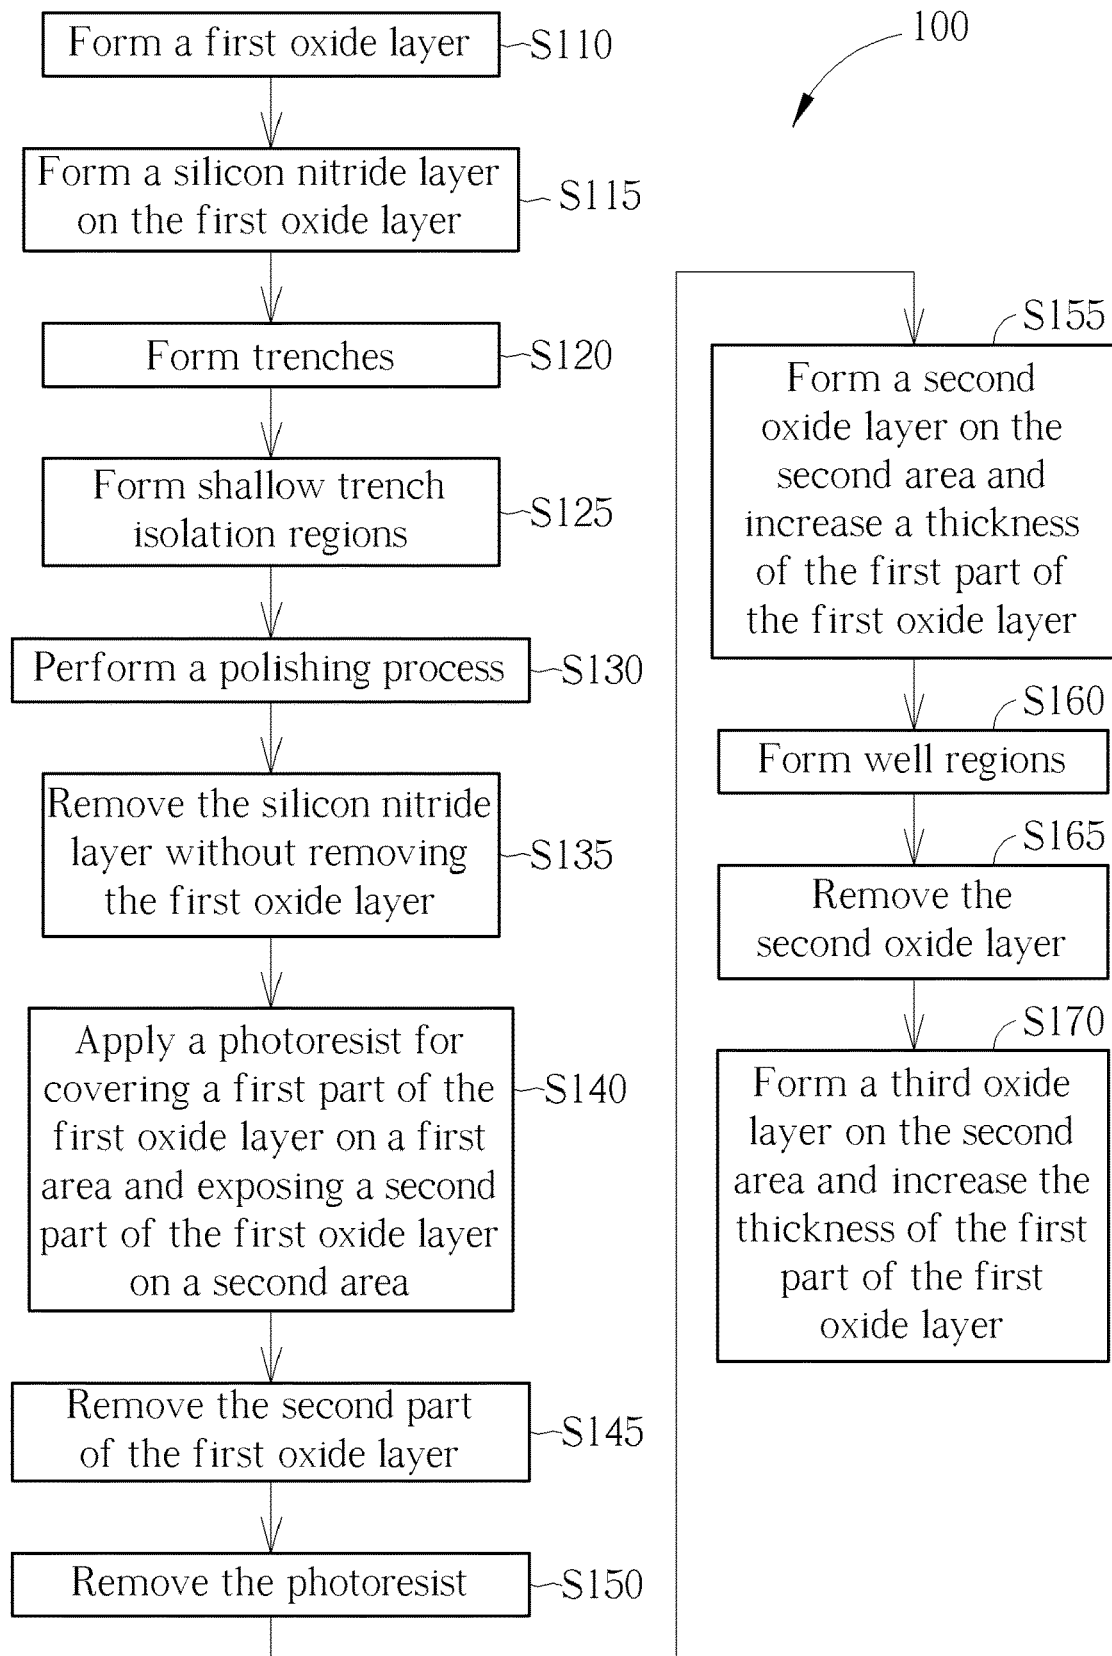 100
Form a first oxide layer
S110
Form a silicon nitride layer
on the first oxide layer
S115
Form trenches
S120
Form shallow trench
isolation regions
S125
Perform a polishing process
S130
Remove the silicon nitride
layer without removing
the first oxide layer
S135
Apply a photoresist for
covering a first part of the
first oxide layer on a first
area and exposing a second
part of the first oxide layer
on a second area
S140
Remove the second part
of the first oxide layer
S145
Remove the photoresist
S150
S155
Form a second
oxide layer on the
second area and
increase a thickness
of the first part of
the first oxide layer
S160
Form well regions
S165
Remove the
second oxide layer
S170
Form a third oxide
layer on the second
area and increase the
thickness of the first
part of the first
oxide layer